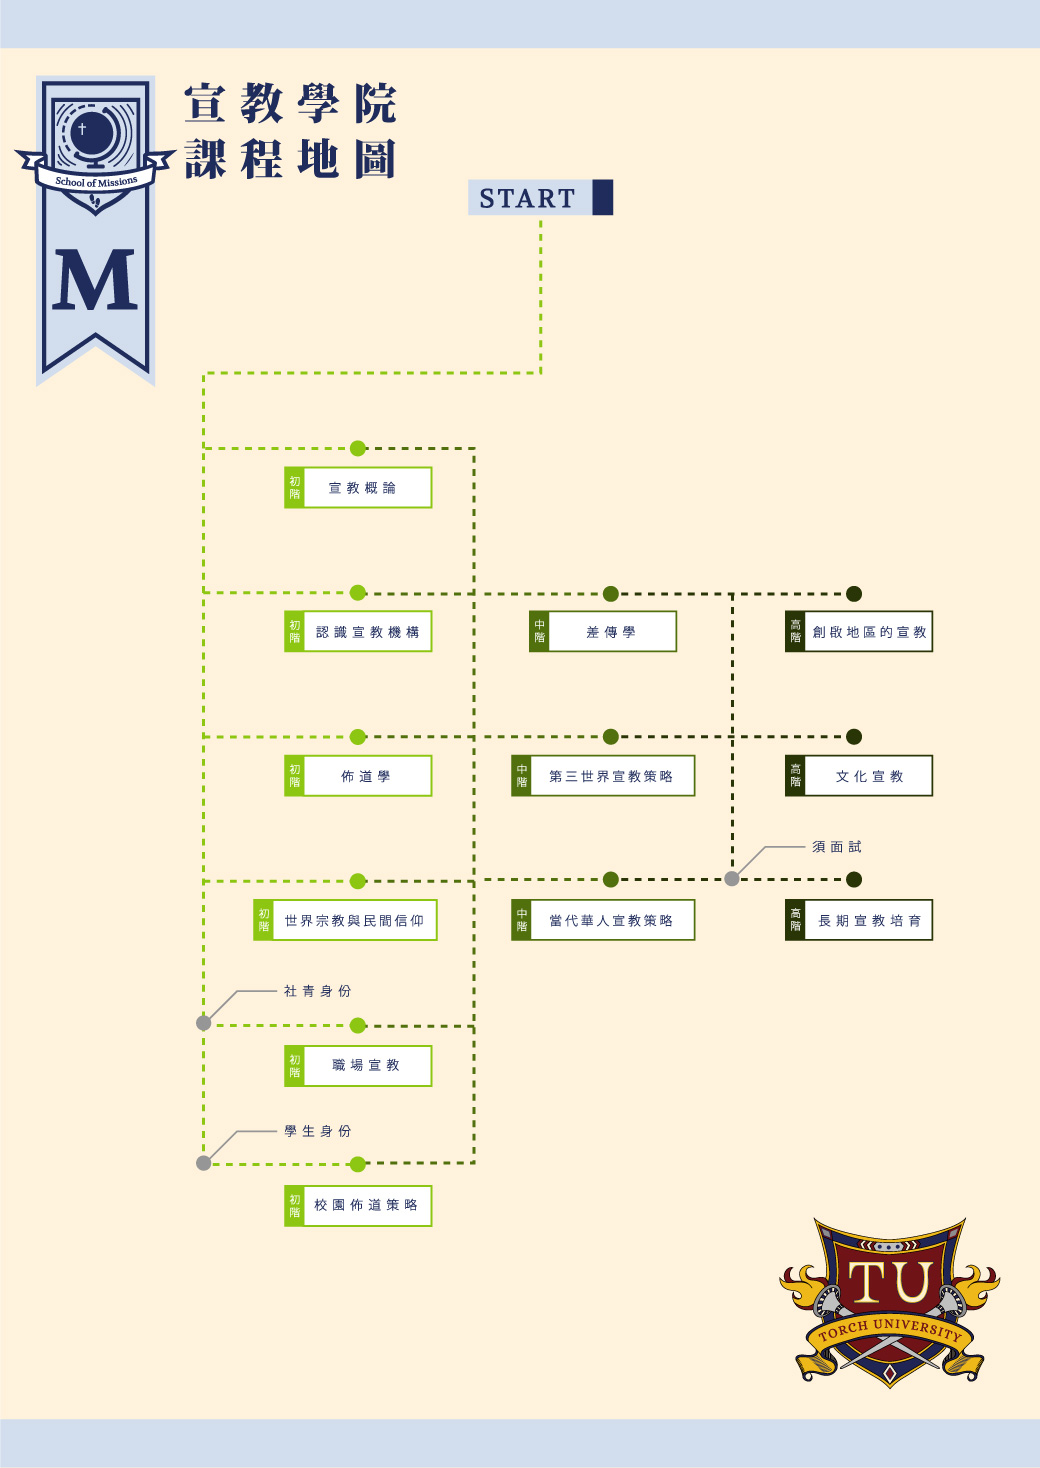 宣教學院
課程地圖
School of Missions
M
START
初階 宣教概論
初階 認識宣教機構
中階 差傳學
高階 創啟地區的宣教
初階 佈道學
中階 第三世界宣教策略
高階 文化宣教
須面試
初階 世界宗教與民間信仰
中階 當代華人宣教策略
高階 長期宣教培育
社青身份
初階 職場宣教
學生身份
初階 校園佈道策略
TU
TORCH UNIVERSITY